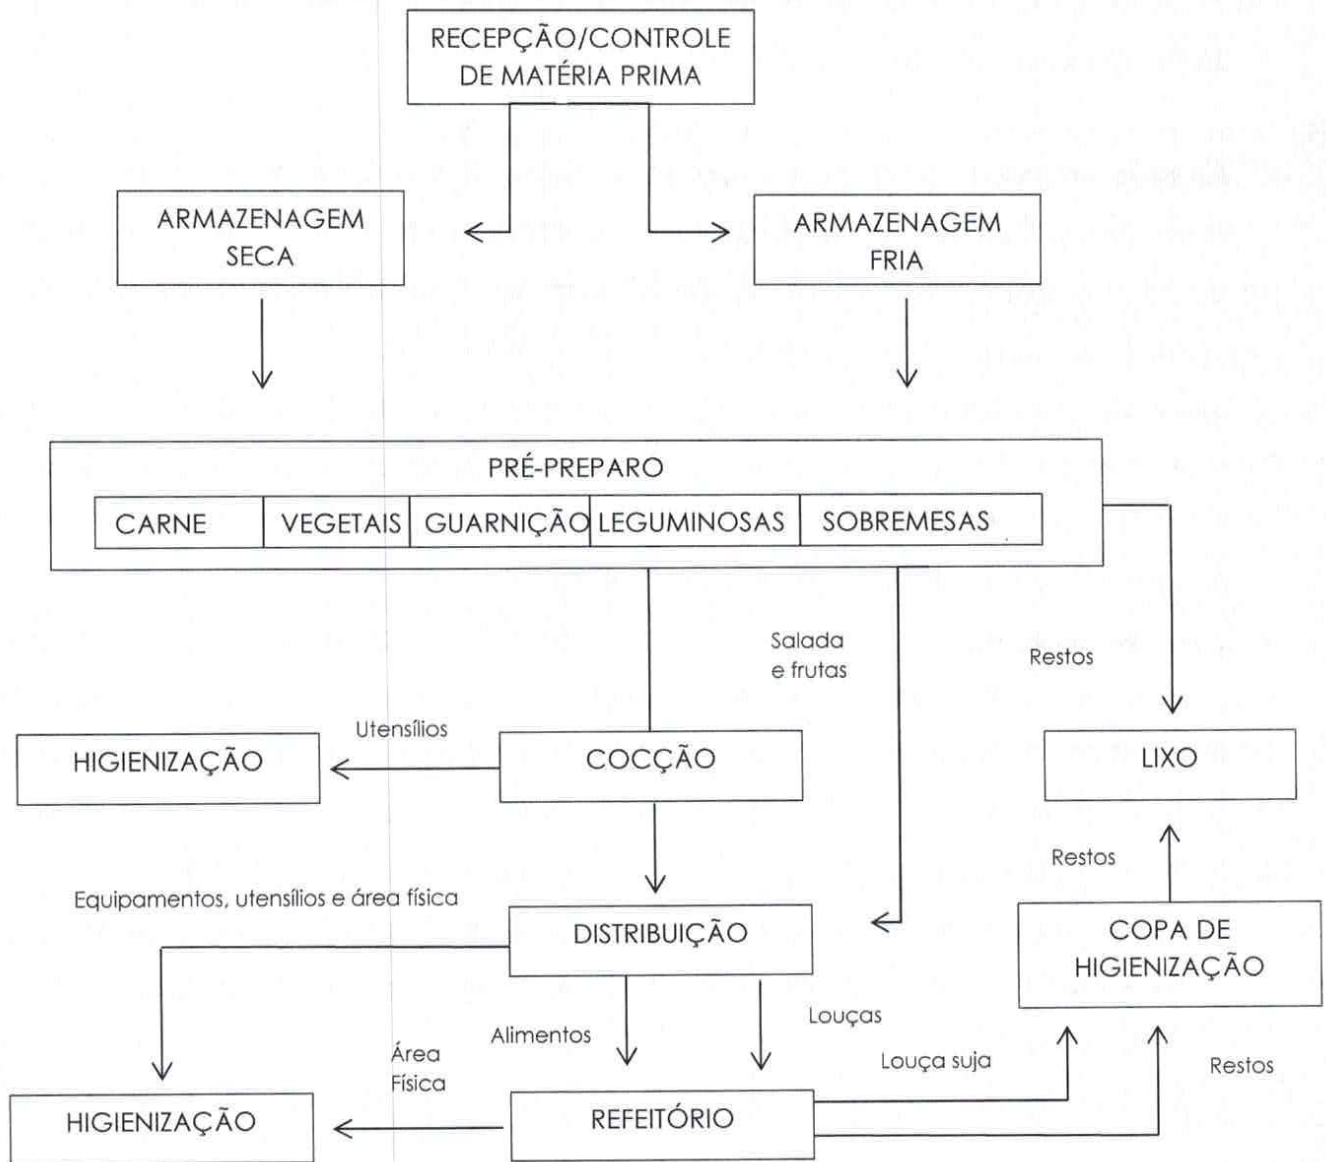 RECEPÇÃO/CONTROLE
DE MATÉRIA PRIMA
ARMAZENAGEM
SECA
ARMAZENAGEM
FRIA
PRÉ-PREPARO
CARNE VEGETAIS GUARNIÇÃO LEGUMINOSAS SOBREMESAS
Salada
e frutas
Restos
Utensílios
HIGIENIZAÇÃO
COCÇÃO
LIXO
Restos
Equipamentos, utensílios e área física
DISTRIBUIÇÃO
COPA DE
HIGIENIZAÇÃO
Alimentos
Louças
Área
Física
Louça suja
Restos
HIGIENIZAÇÃO
REFEITÓRIO